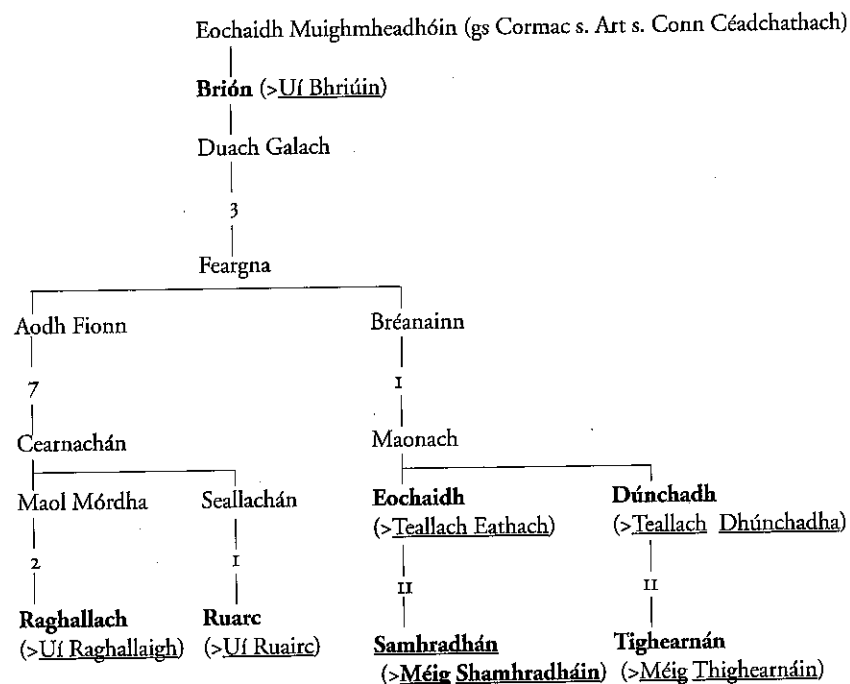 Eochaidh Muighmheadhóin (gs Cormac s. Art s. Conn Céadchathach)
Brión (>Uí Bhriúin)
Duach Galach
3
Feargna
Aodh Fionn Bréanainn
7 I
Cearnachán Maonach
Maol Mórdha Seallachán Eochaidh Dúnchadh
(>Teallach Eathach) (>Teallach Dhúnchadha)
2 I II II
Raghallach Ruarc Samhradhán Tighearnán
(>Uí Raghallaigh) (>Uí Ruairc) (>Méig Shamhradháin) (>Méig Thighearnáin)